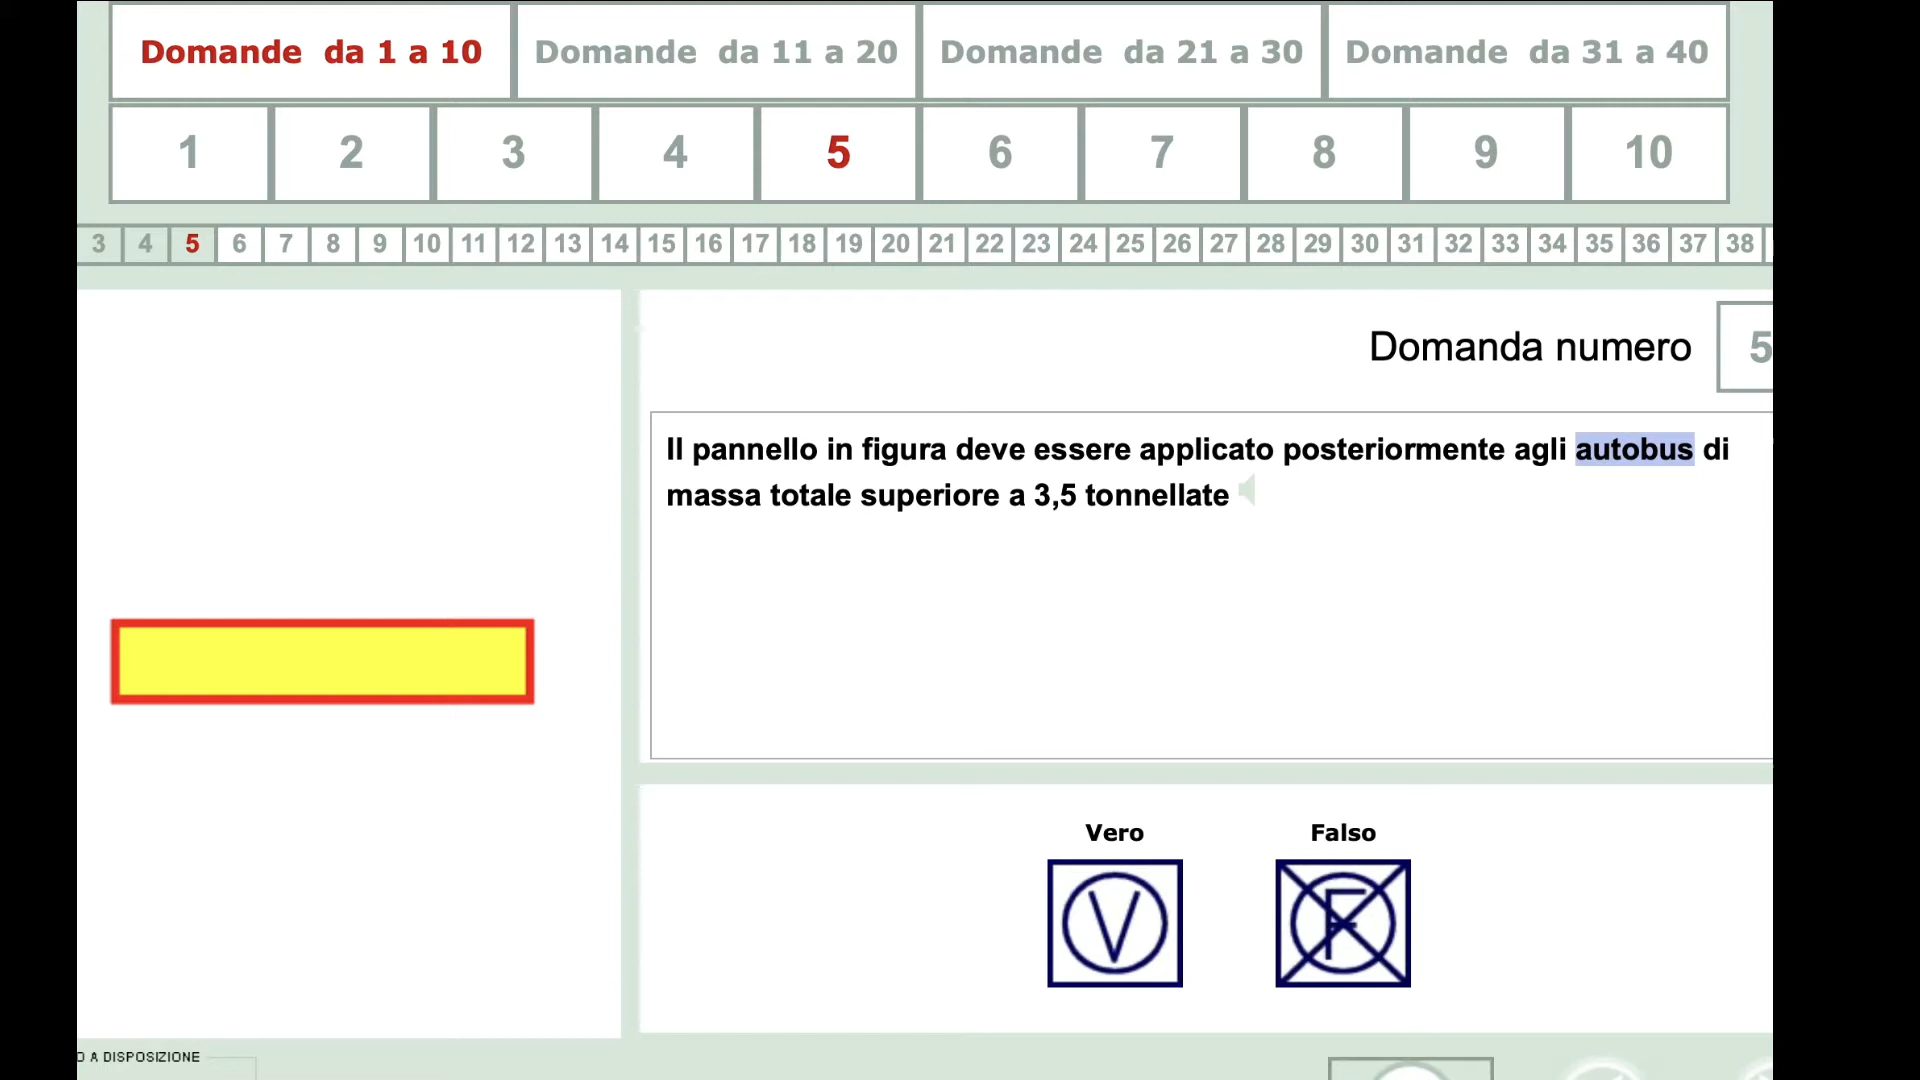 Domande da 1 a 10 Domande da 11 a 20 Domande da 21 a 30 Domande da 31 a 40
1 2 3 4 5 6 7 8 9 10
3 4 5 6 7 8 9 10 11 12 13 14 15 16 17 18 19 20 21 22 23 24 25 26 27 28 29 30 31 32 33 34 35 36 37 38
Domanda numero 5
Il pannello in figura deve essere applicato posteriormente agli autobus di
massa totale superiore a 3,5 tonnellate
Vero Falso
V F
O A DISPOSIZIONE